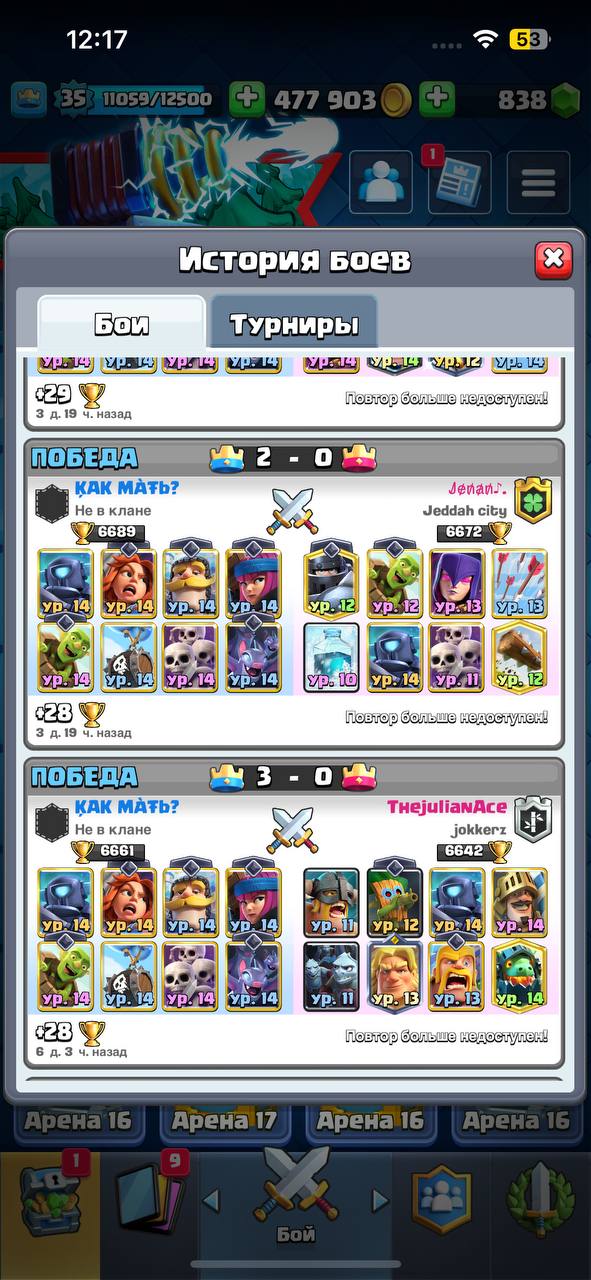 12:17
53
35 11059/12500 477 903 838
1
История боев
Бои Турниры
Ур. 14 Ур. 14 Ур. 14 Ур. 14 Ур. 14 Ур. 14 Ур. 12 Ур. 14
+29 Повтор больше недоступен!
3 д. 19 ч. назад
ПОБЕДА 2 - 0
ĶАК МÀŦЬ? Jønan♪.
Не в клане Jeddah city
6689 6672
Ур. 14 Ур. 14 Ур. 14 Ур. 14 Ур. 12 Ур. 12 Ур. 13 Ур. 13
Ур. 14 Ур. 14 Ур. 14 Ур. 14 Ур. 10 Ур. 14 Ур. 11 Ур. 12
+28 Повтор больше недоступен!
3 д. 19 ч. назад
ПОБЕДА 3 - 0
ĶАК МÀŦЬ? THejuliaNAce
Не в клане jokkerz
6661 6642
Ур. 14 Ур. 14 Ур. 14 Ур. 14 Ур. 11 Ур. 12 Ур. 14 Ур. 14
Ур. 14 Ур. 14 Ур. 14 Ур. 14 Ур. 11 Ур. 13 Ур. 13 Ур. 14
+28 Повтор больше недоступен!
6 д. 3 ч. назад
Арена 16 Арена 17 Арена 16 Арена 16
1 9
Бой